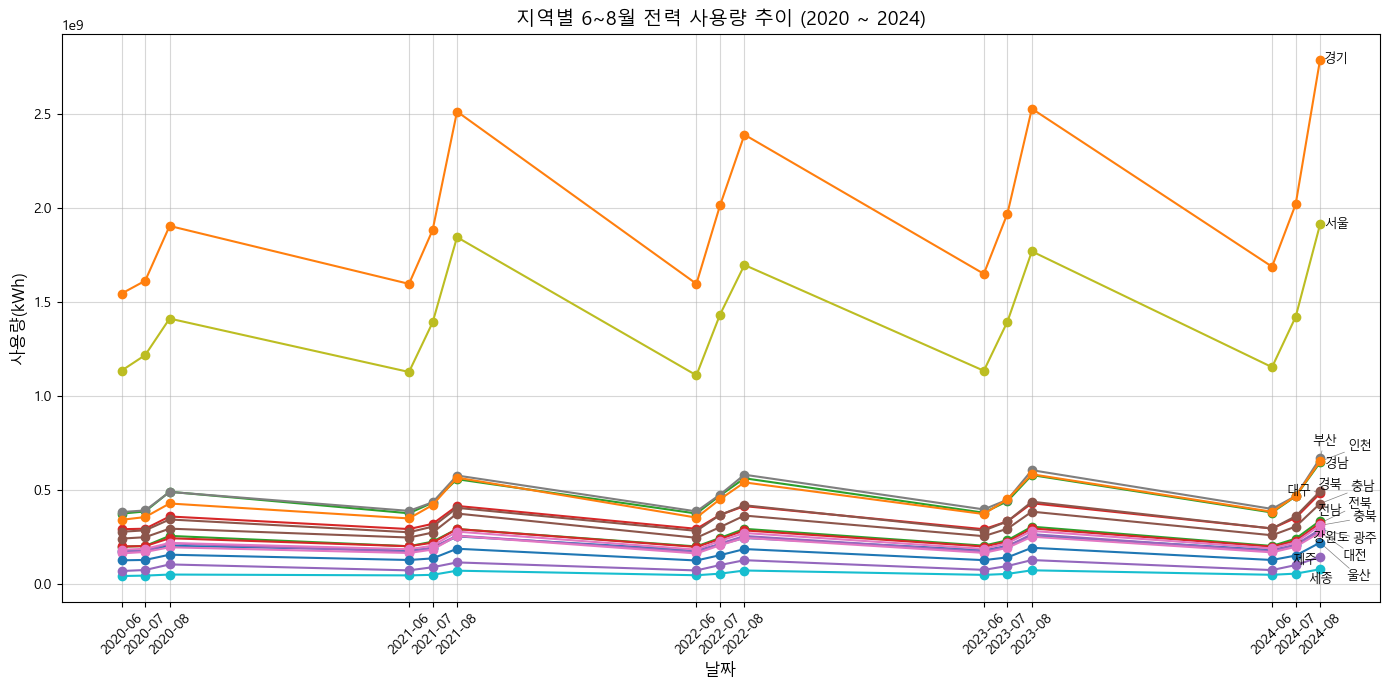 지역별 6~8월 전력 사용량 추이 (2020 ~ 2024)
1e9
사용량(kWh)
2.5
2.0
1.5
1.0
0.5
0.0
경기
서울
부산
인천
경남
대구
경북
충남
전북
전남
충북
강원도
광주
대전
제주
울산
세종
2020-06
2020-07
2020-08
2021-06
2021-07
2021-08
2022-06
2022-07
2022-08
2023-06
2023-07
2023-08
2024-06
2024-07
2024-08
날짜